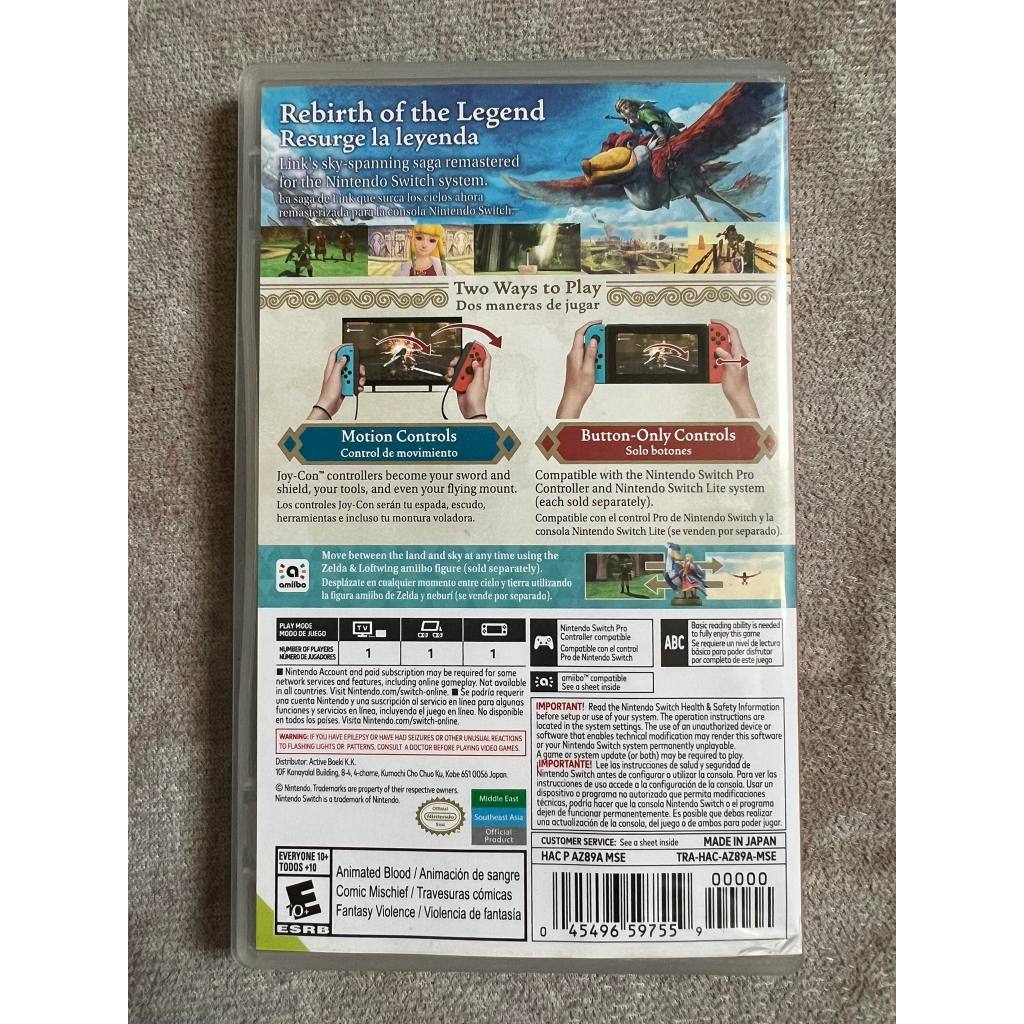 Rebirth of the Legend
Resurge la leyenda
Link's sky-spanning saga remastered
for the Nintendo Switch system.
La saga de Link que surca los cielos ahora
remasterizada para la consola Nintendo Switch
Two Ways to Play
Dos maneras de jugar
Motion Controls
Control de movimiento
Joy-Con™ controllers become your sword and
shield, your tools, and even your flying mount.
Los controles Joy-Con serán tu espada, escudo,
herramientas e incluso tu montura voladora.
Button-Only Controls
Solo botones
Compatible with the Nintendo Switch Pro
Controller and Nintendo Switch Lite system
(each sold separately).
Compatible con el control Pro de Nintendo Switch y la
consola Nintendo Switch Lite (se venden por separado).
amiibo
Move between the land and sky at any time using the
Zelda & Loftwing amiibo figure (sold separately).
Desplázate en cualquier momento entre cielo y tierra utilizando
la figura amiibo de Zelda y neburí (se vende por separado).
PLAY MODE
MODO DE JUEGO
TV
NUMBER OF PLAYERS
NÚMERO DE JUGADORES
1 1 1
Nintendo Switch Pro
Controller compatible
Compatible con el control
Pro de Nintendo Switch
ABC
Basic reading ability is needed
to fully enjoy this game
Se requiere un nivel de lectura
básico para poder disfrutar
por completo de este juego
amiibo™ compatible
See a sheet inside
■ Nintendo Account and paid subscription may be required for some
network services and features, including online gameplay. Not available
in all countries. Visit Nintendo.com/switch-online. ■ Se podría requerir
una cuenta Nintendo y una suscripción al servicio en línea para algunas
funciones y servicios en línea, incluyendo el juego en línea. No disponible
en todos los países. Visita Nintendo.com/switch-online.
WARNING: IF YOU HAVE EPILEPSY OR HAVE HAD SEIZURES OR OTHER UNUSUAL REACTIONS
TO FLASHING LIGHTS OR PATTERNS, CONSULT A DOCTOR BEFORE PLAYING VIDEO GAMES.
Distributor: Active Boeki K.K.
10F Kanayalal Building, 8-4, 4-chome, Kumochi Cho Chuo Ku, Kobe 651 0056 Japan.
© Nintendo. Trademarks are property of their respective owners.
Nintendo Switch is a trademark of Nintendo.
Official
Nintendo
Seal
Middle East
Southeast Asia
Official
Product
IMPORTANT! Read the Nintendo Switch Health & Safety Information
before setup or use of your system. The operation instructions are
located in the system settings. The use of an unauthorized device or
software that enables technical modification may render this software
or your Nintendo Switch system permanently unplayable.
A game or system update (or both) may be required to play.
¡IMPORTANTE! Lee las instrucciones de salud y seguridad de
Nintendo Switch antes de configurar o utilizar la consola. Para ver las
instrucciones de uso accede a la configuración de la consola. Usar un
dispositivo o programa no autorizado que permita modificaciones
técnicas, podría hacer que la consola Nintendo Switch o el programa
dejen de funcionar permanentemente. Es posible que debas realizar
una actualización de la consola, del juego o de ambos para poder jugar.
CUSTOMER SERVICE: See a sheet inside MADE IN JAPAN
HAC P AZ89A MSE TRA-HAC-AZ89A-MSE
EVERYONE 10+
TODOS +10
E
10+
ESRB
Animated Blood / Animación de sangre
Comic Mischief / Travesuras cómicas
Fantasy Violence / Violencia de fantasía
00000
0 45496 59755 9